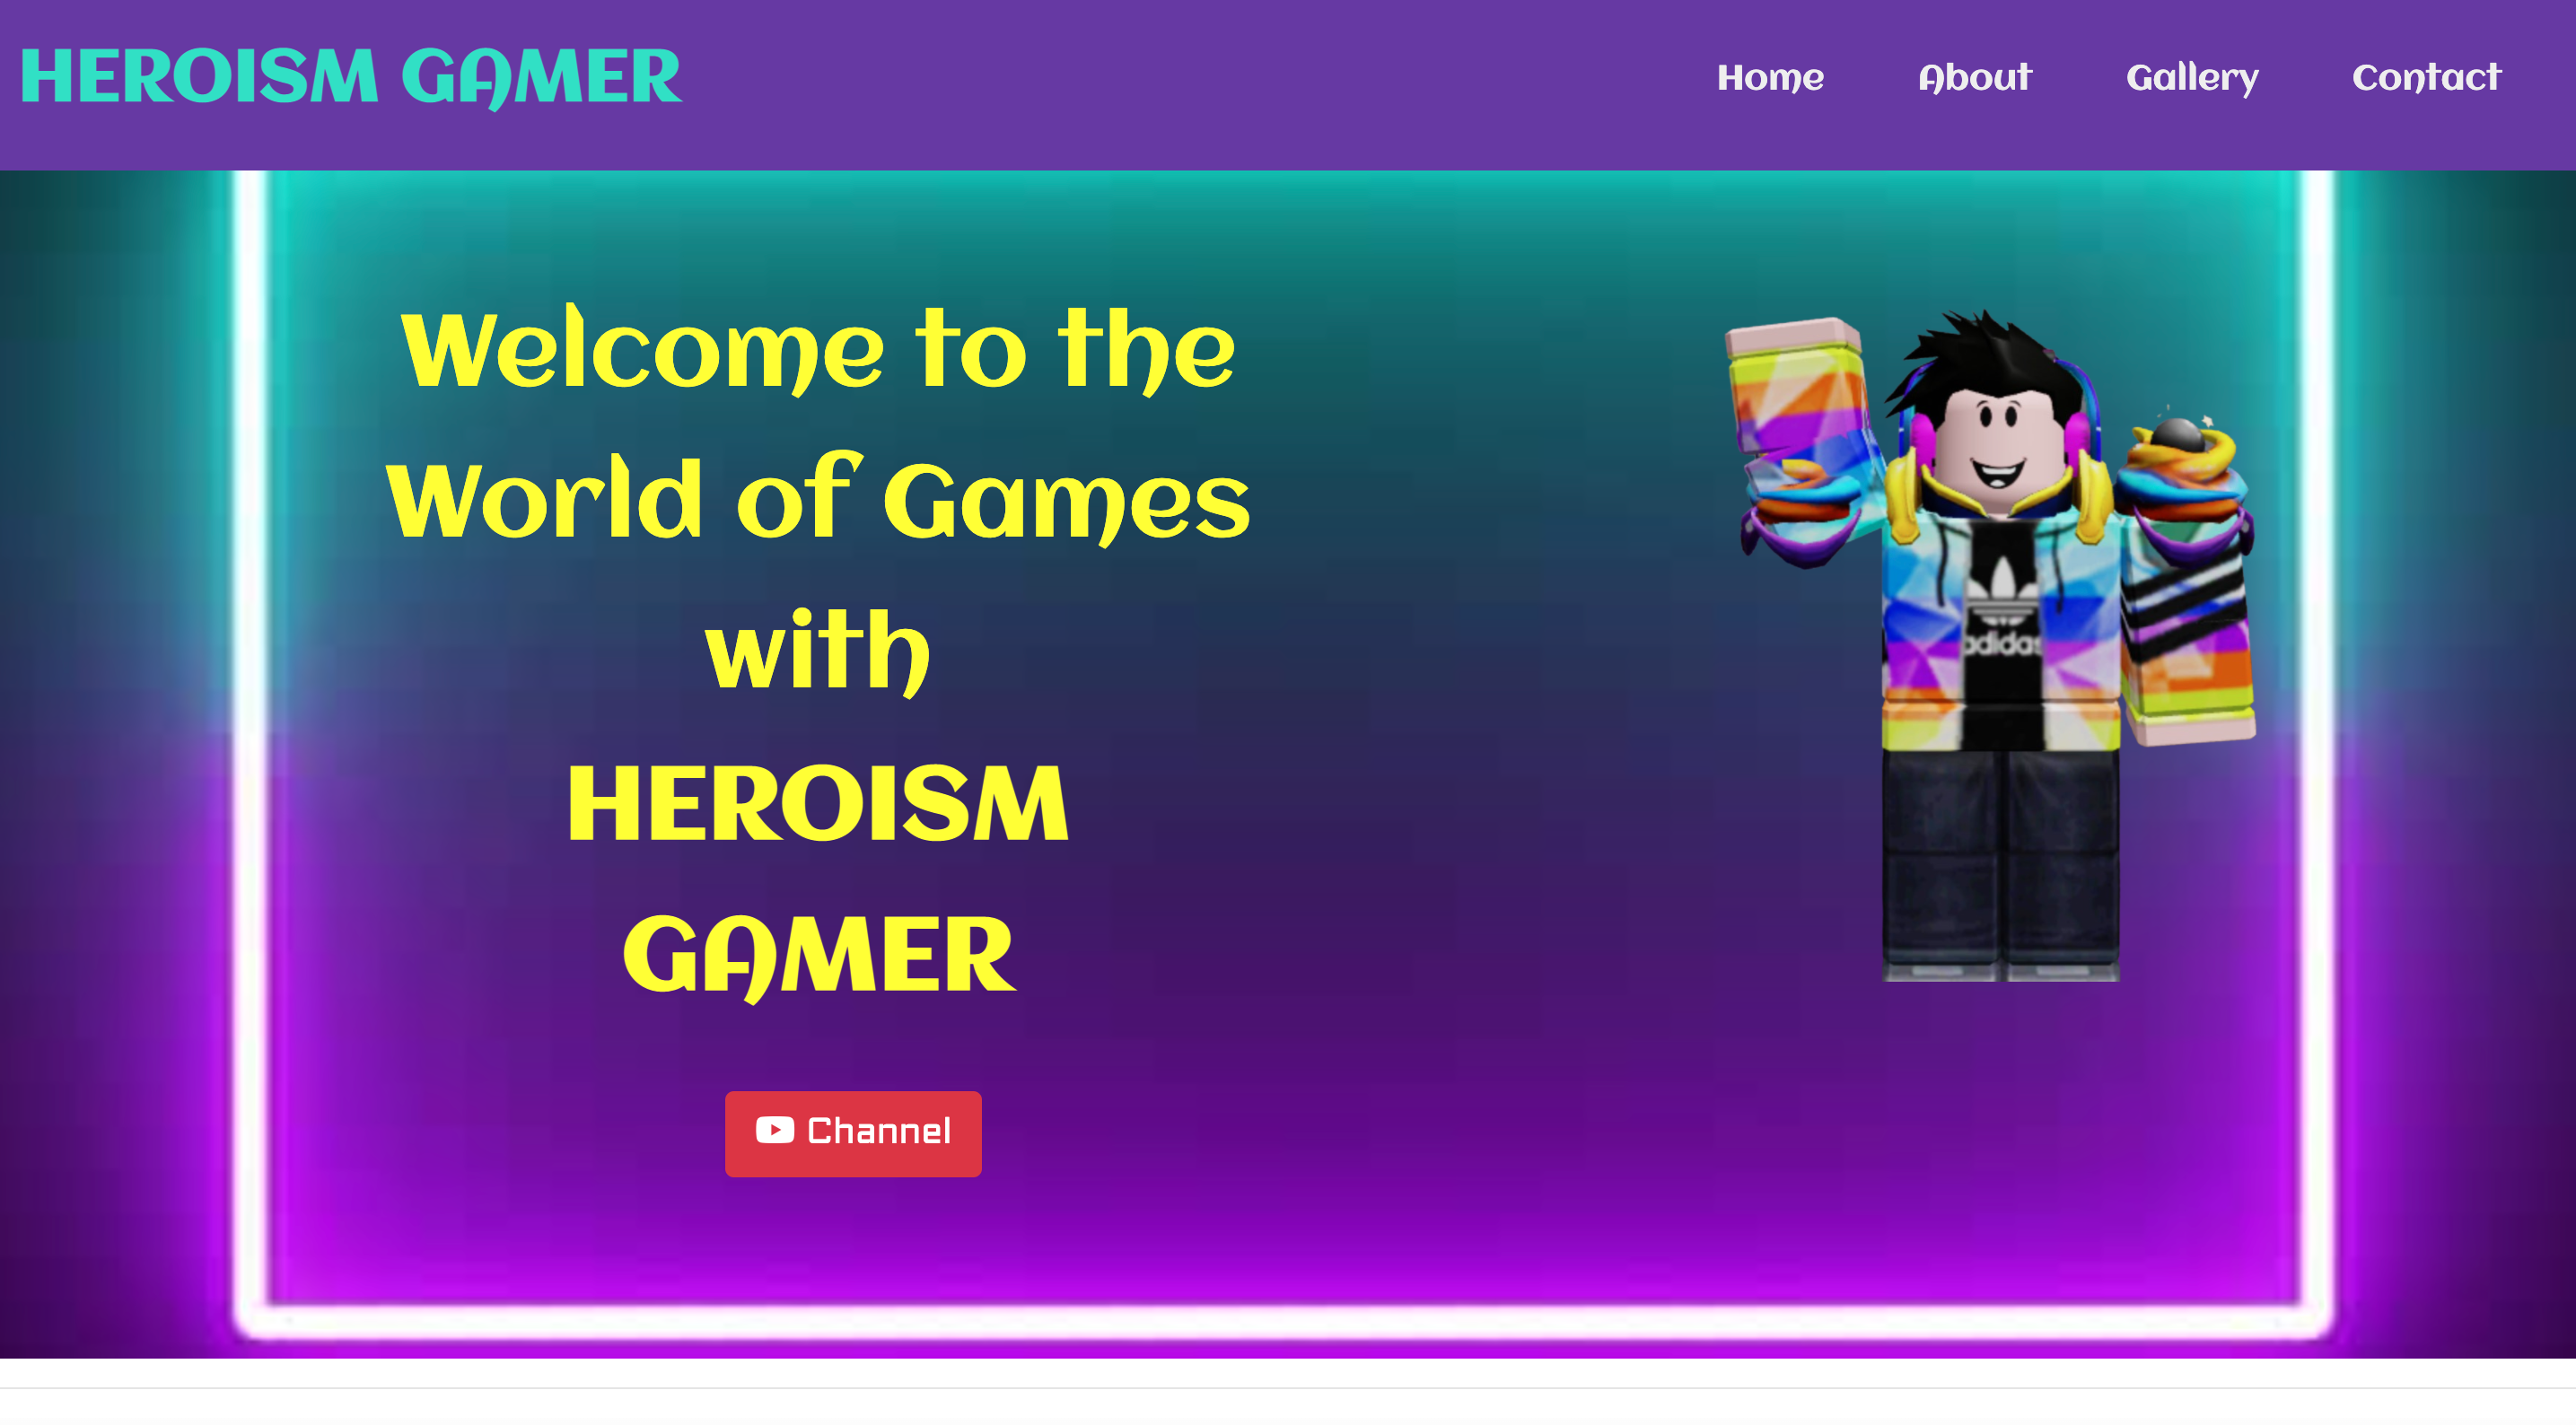 HEROISM GAMER
Home About Gallery Contact
Welcome to the
World of Games
with
HEROISM
GAMER
Channel
adidas